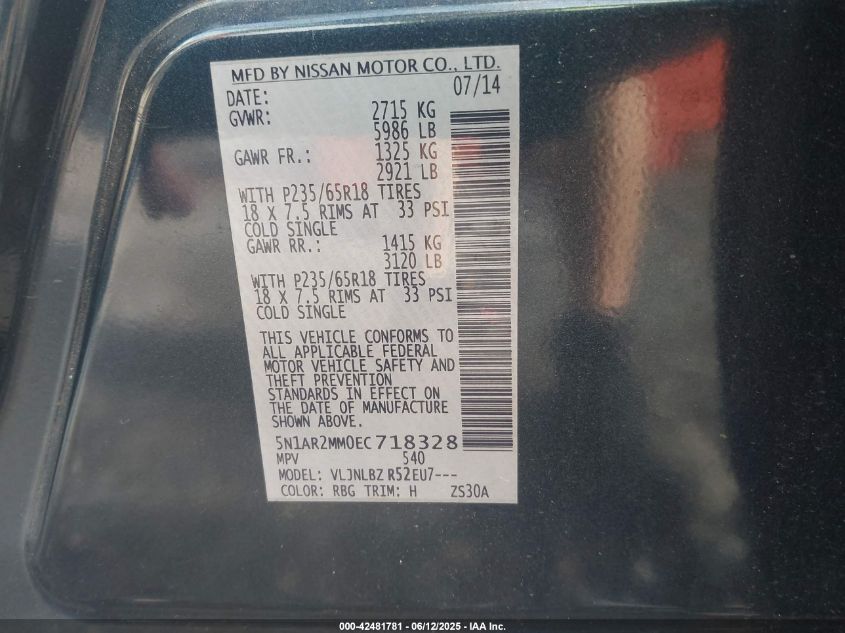 MFD BY NISSAN MOTOR CO., LTD.
DATE: 07/14
GVWR: 2715 KG
5986 LB
GAWR FR.: 1325 KG
2921 LB
WITH P235/65R18 TIRES
18 X 7.5 RIMS AT 33 PSI
COLD SINGLE
GAWR RR.: 1415 KG
3120 LB
WITH P235/65R18 TIRES
18 X 7.5 RIMS AT 33 PSI
COLD SINGLE
THIS VEHICLE CONFORMS TO
ALL APPLICABLE FEDERAL
MOTOR VEHICLE SAFETY AND
THEFT PREVENTION
STANDARDS IN EFFECT ON
THE DATE OF MANUFACTURE
SHOWN ABOVE.
5N1AR2MM0EC718328
MPV 540
MODEL: VLJNLBZ R52EU7---
COLOR: RBG TRIM: H ZS30A
000-42481781 - 06/12/2025 - IAA Inc.